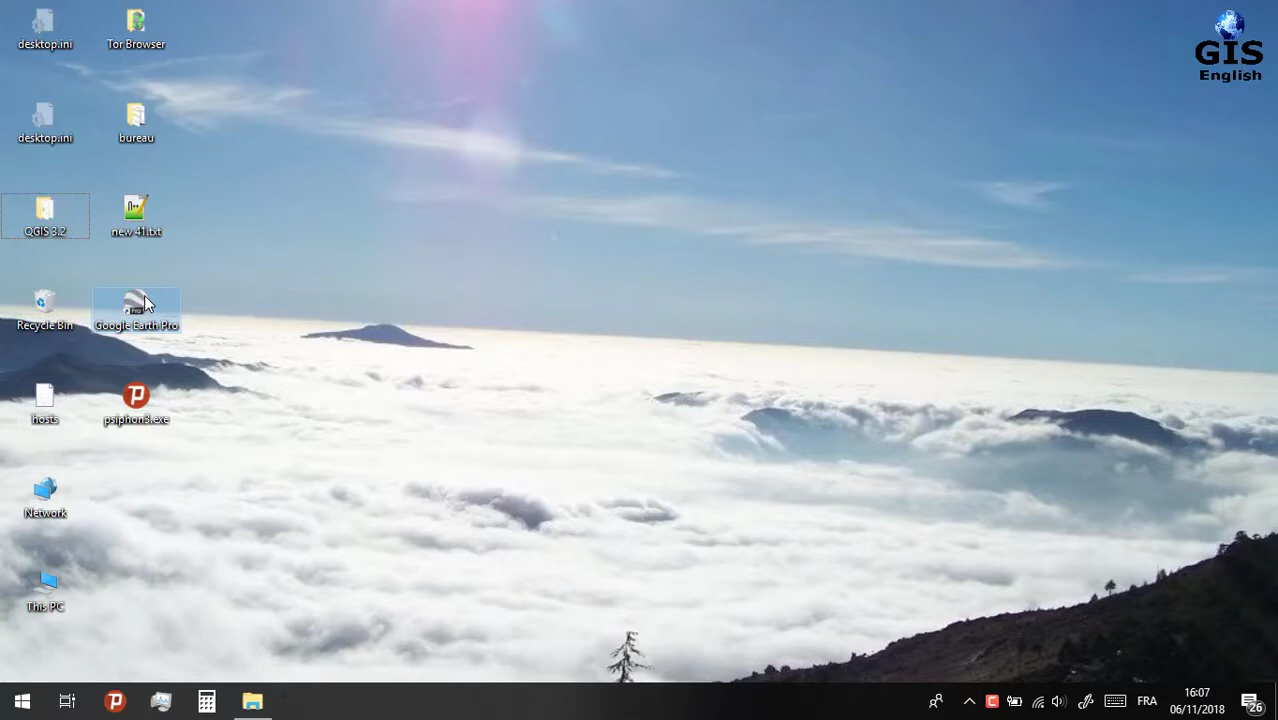 desktop.ini
Tor Browser
GIS
English
desktop.ini
bureau
QGIS 3.2
new 41.txt
Recycle Bin
PRO
Google Earth Pro
hosts
psiphon3.exe
Network
This PC
FRA
16:07
06/11/2018
26